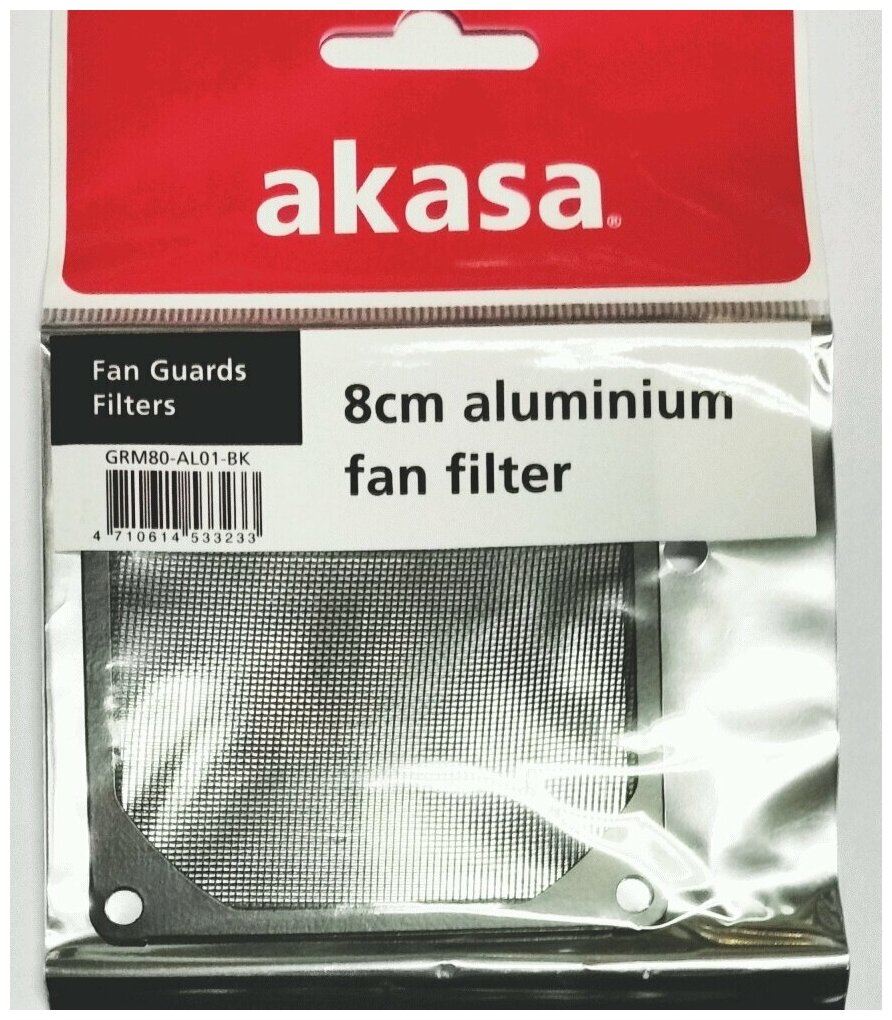 akasa®
Fan Guards
Filters
8cm aluminium
fan filter
GRM80-AL01-BK
4 710614 533233